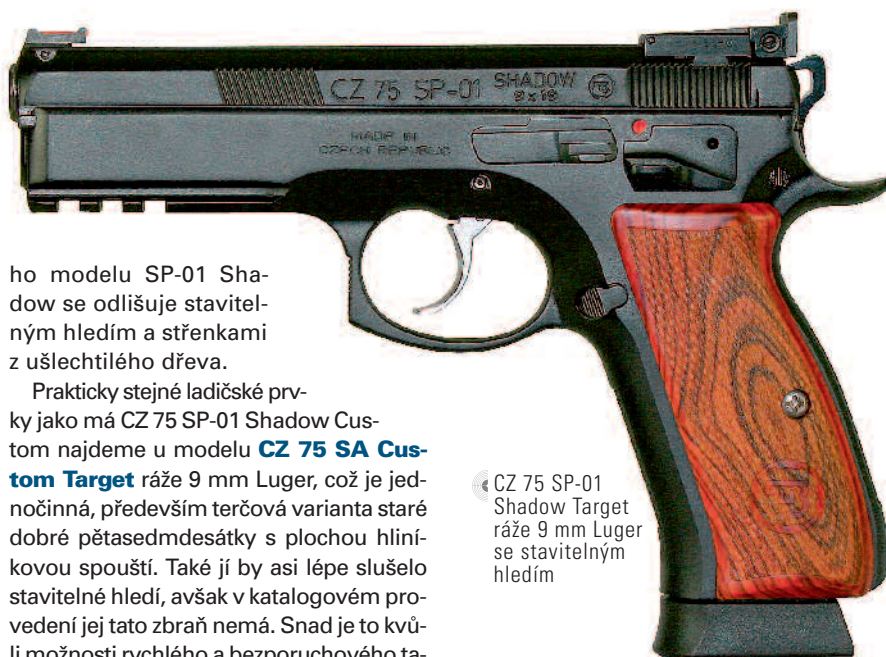 CZ 75 SP-01 SHADOW
9x19
MADE IN
CZECH REPUBLIC
ho modelu SP-01 Sha-
dow se odlišuje stavitel-
ným hledím a střenkami
z ušlechtilého dřeva.
Prakticky stejné ladičské prv-
ky jako má CZ 75 SP-01 Shadow Cus-
tom najdeme u modelu CZ 75 SA Cus-
tom Target ráže 9 mm Luger, což je jed-
nočinná, především terčová varianta staré
dobré pětasedmdesátky s plochou hliní-
kovou spouští. Také jí by asi lépe slušelo
stavitelné hledí, avšak v katalogovém pro-
vedení jej tato zbraň nemá. Snad je to kvů-
li možnosti rychlého a bezporuchového ta-
CZ 75 SP-01
Shadow Target
ráže 9 mm Luger
se stavitelným
hledím